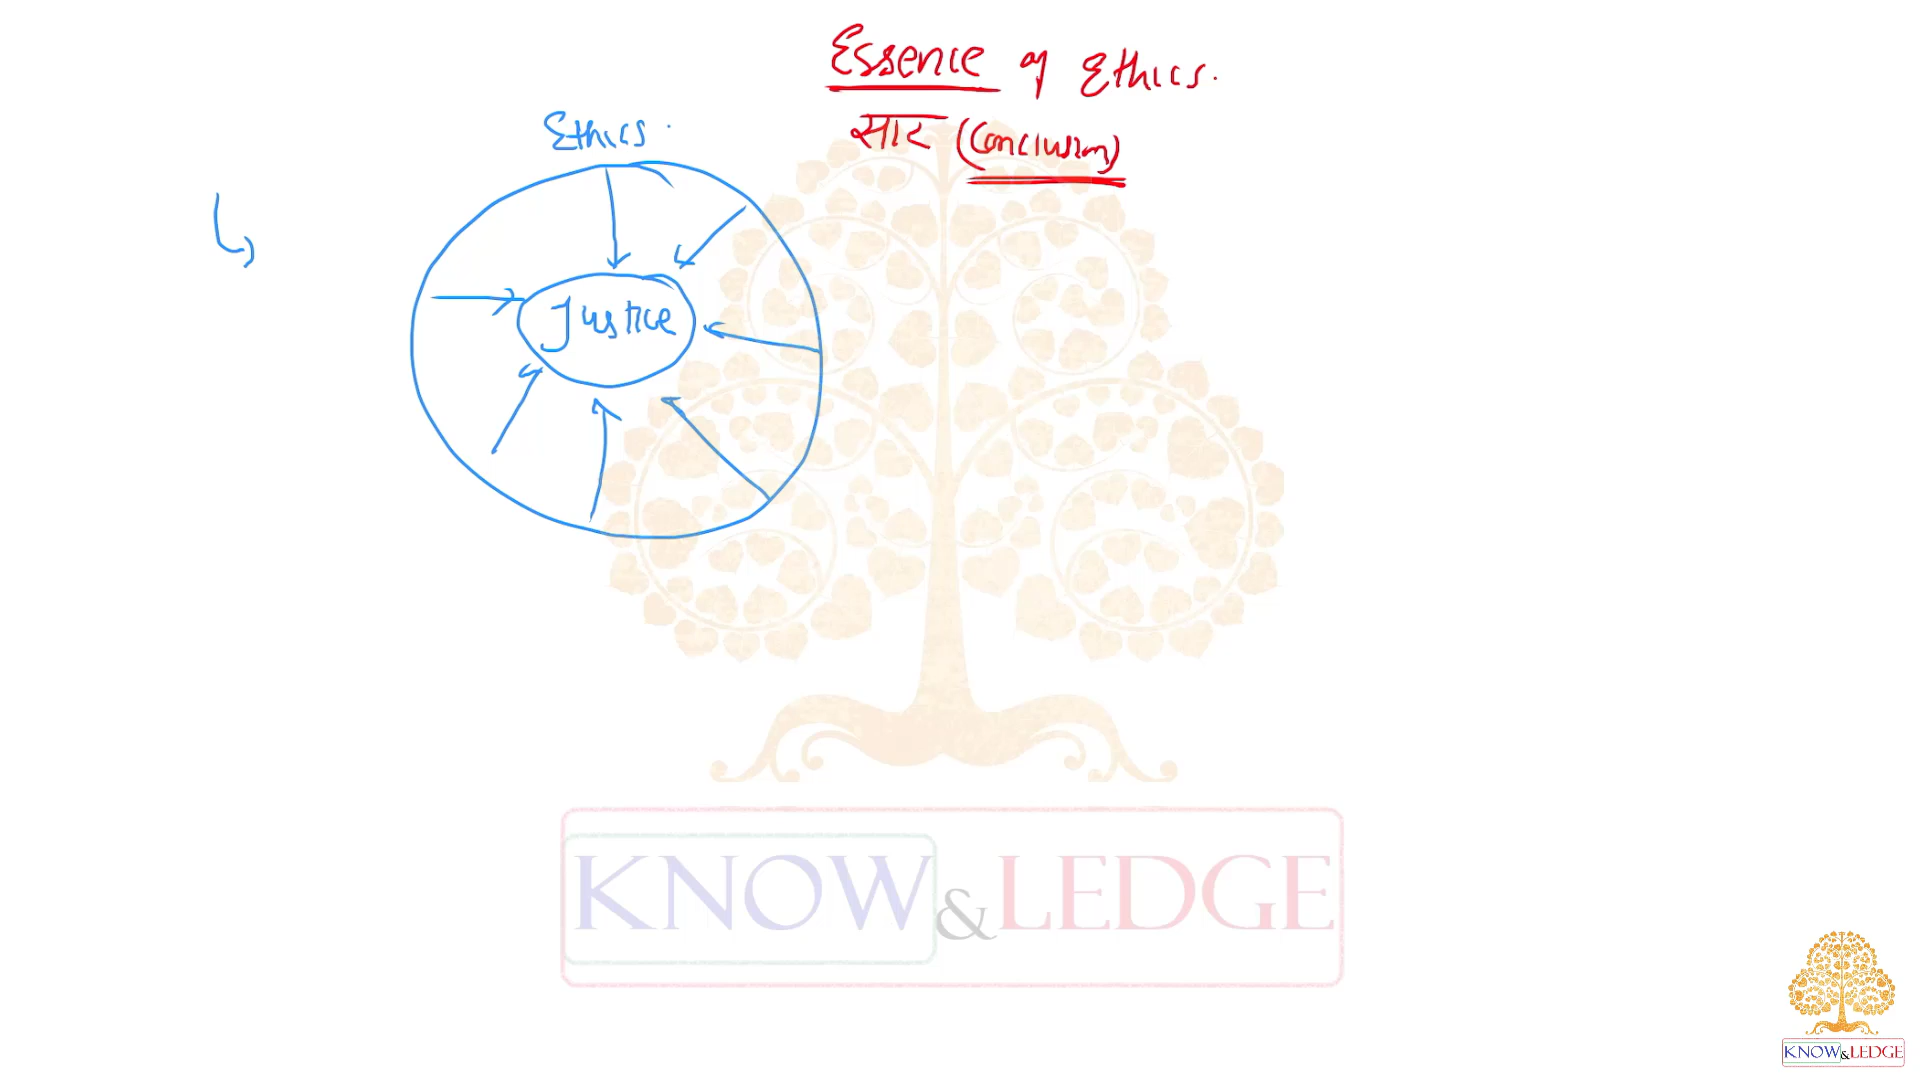 Essence of Ethics.
सार (Conclusion)
Ethics.
Justice
KNOW&LEDGE
KNOW&LEDGE